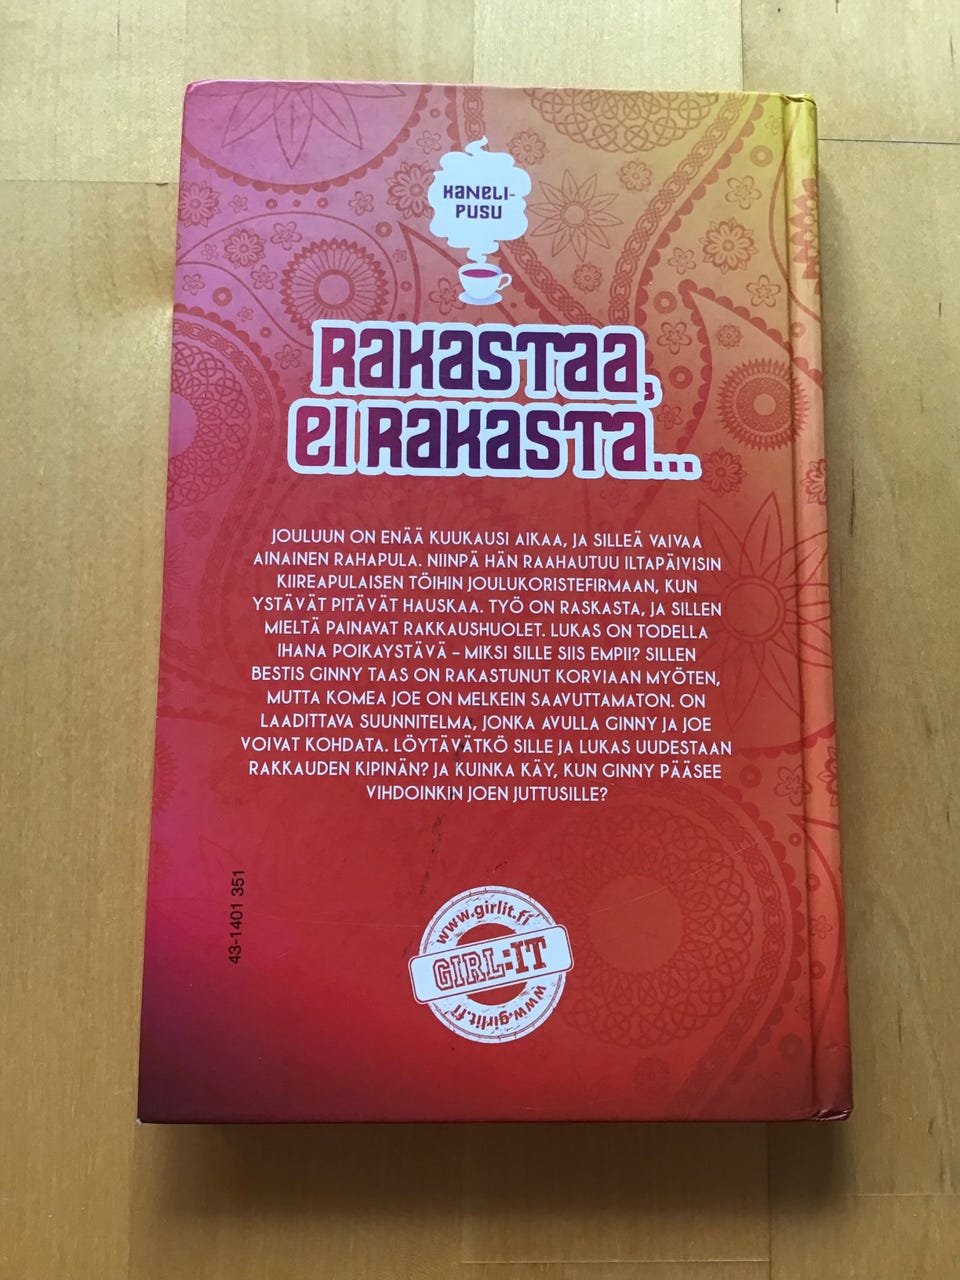 KANELI-
PUSU
RAKASTAA,
EI RAKASTA...
JOULUUN ON ENÄÄ KUUKAUSI AIKAA, JA SILLEÄ VAIVAA
AINAINEN RAHAPULA. NIINPÄ HÄN RAAHAUTUU ILTAPÄIVISIN
KIIREAPULAISEN TÖIHIN JOULUKORISTEFIRMAAN, KUN
YSTÄVÄT PITÄVÄT HAUSKAA. TYÖ ON RASKASTA, JA SILLEN
MIELTÄ PAINAVAT RAKKAUSHUOLET. LUKAS ON TODELLA
IHANA POIKAYSTÄVÄ – MIKSI SILLE SIIS EMPII? SILLEN
BESTIS GINNY TAAS ON RAKASTUNUT KORVIAAN MYÖTEN,
MUTTA KOMEA JOE ON MELKEIN SAAVUTTAMATON. ON
LAADITTAVA SUUNNITELMA, JONKA AVULLA GINNY JA JOE
VOIVAT KOHDATA. LÖYTÄVÄTKÖ SILLE JA LUKAS UUDESTAAN
RAKKAUDEN KIPINÄN? JA KUINKA KÄY, KUN GINNY PÄÄSEE
VIHDOINKIN JOEN JUTTUSILLE?
43-1401 351
www.girlit.fi
GIRL:IT
www.girlit.fi